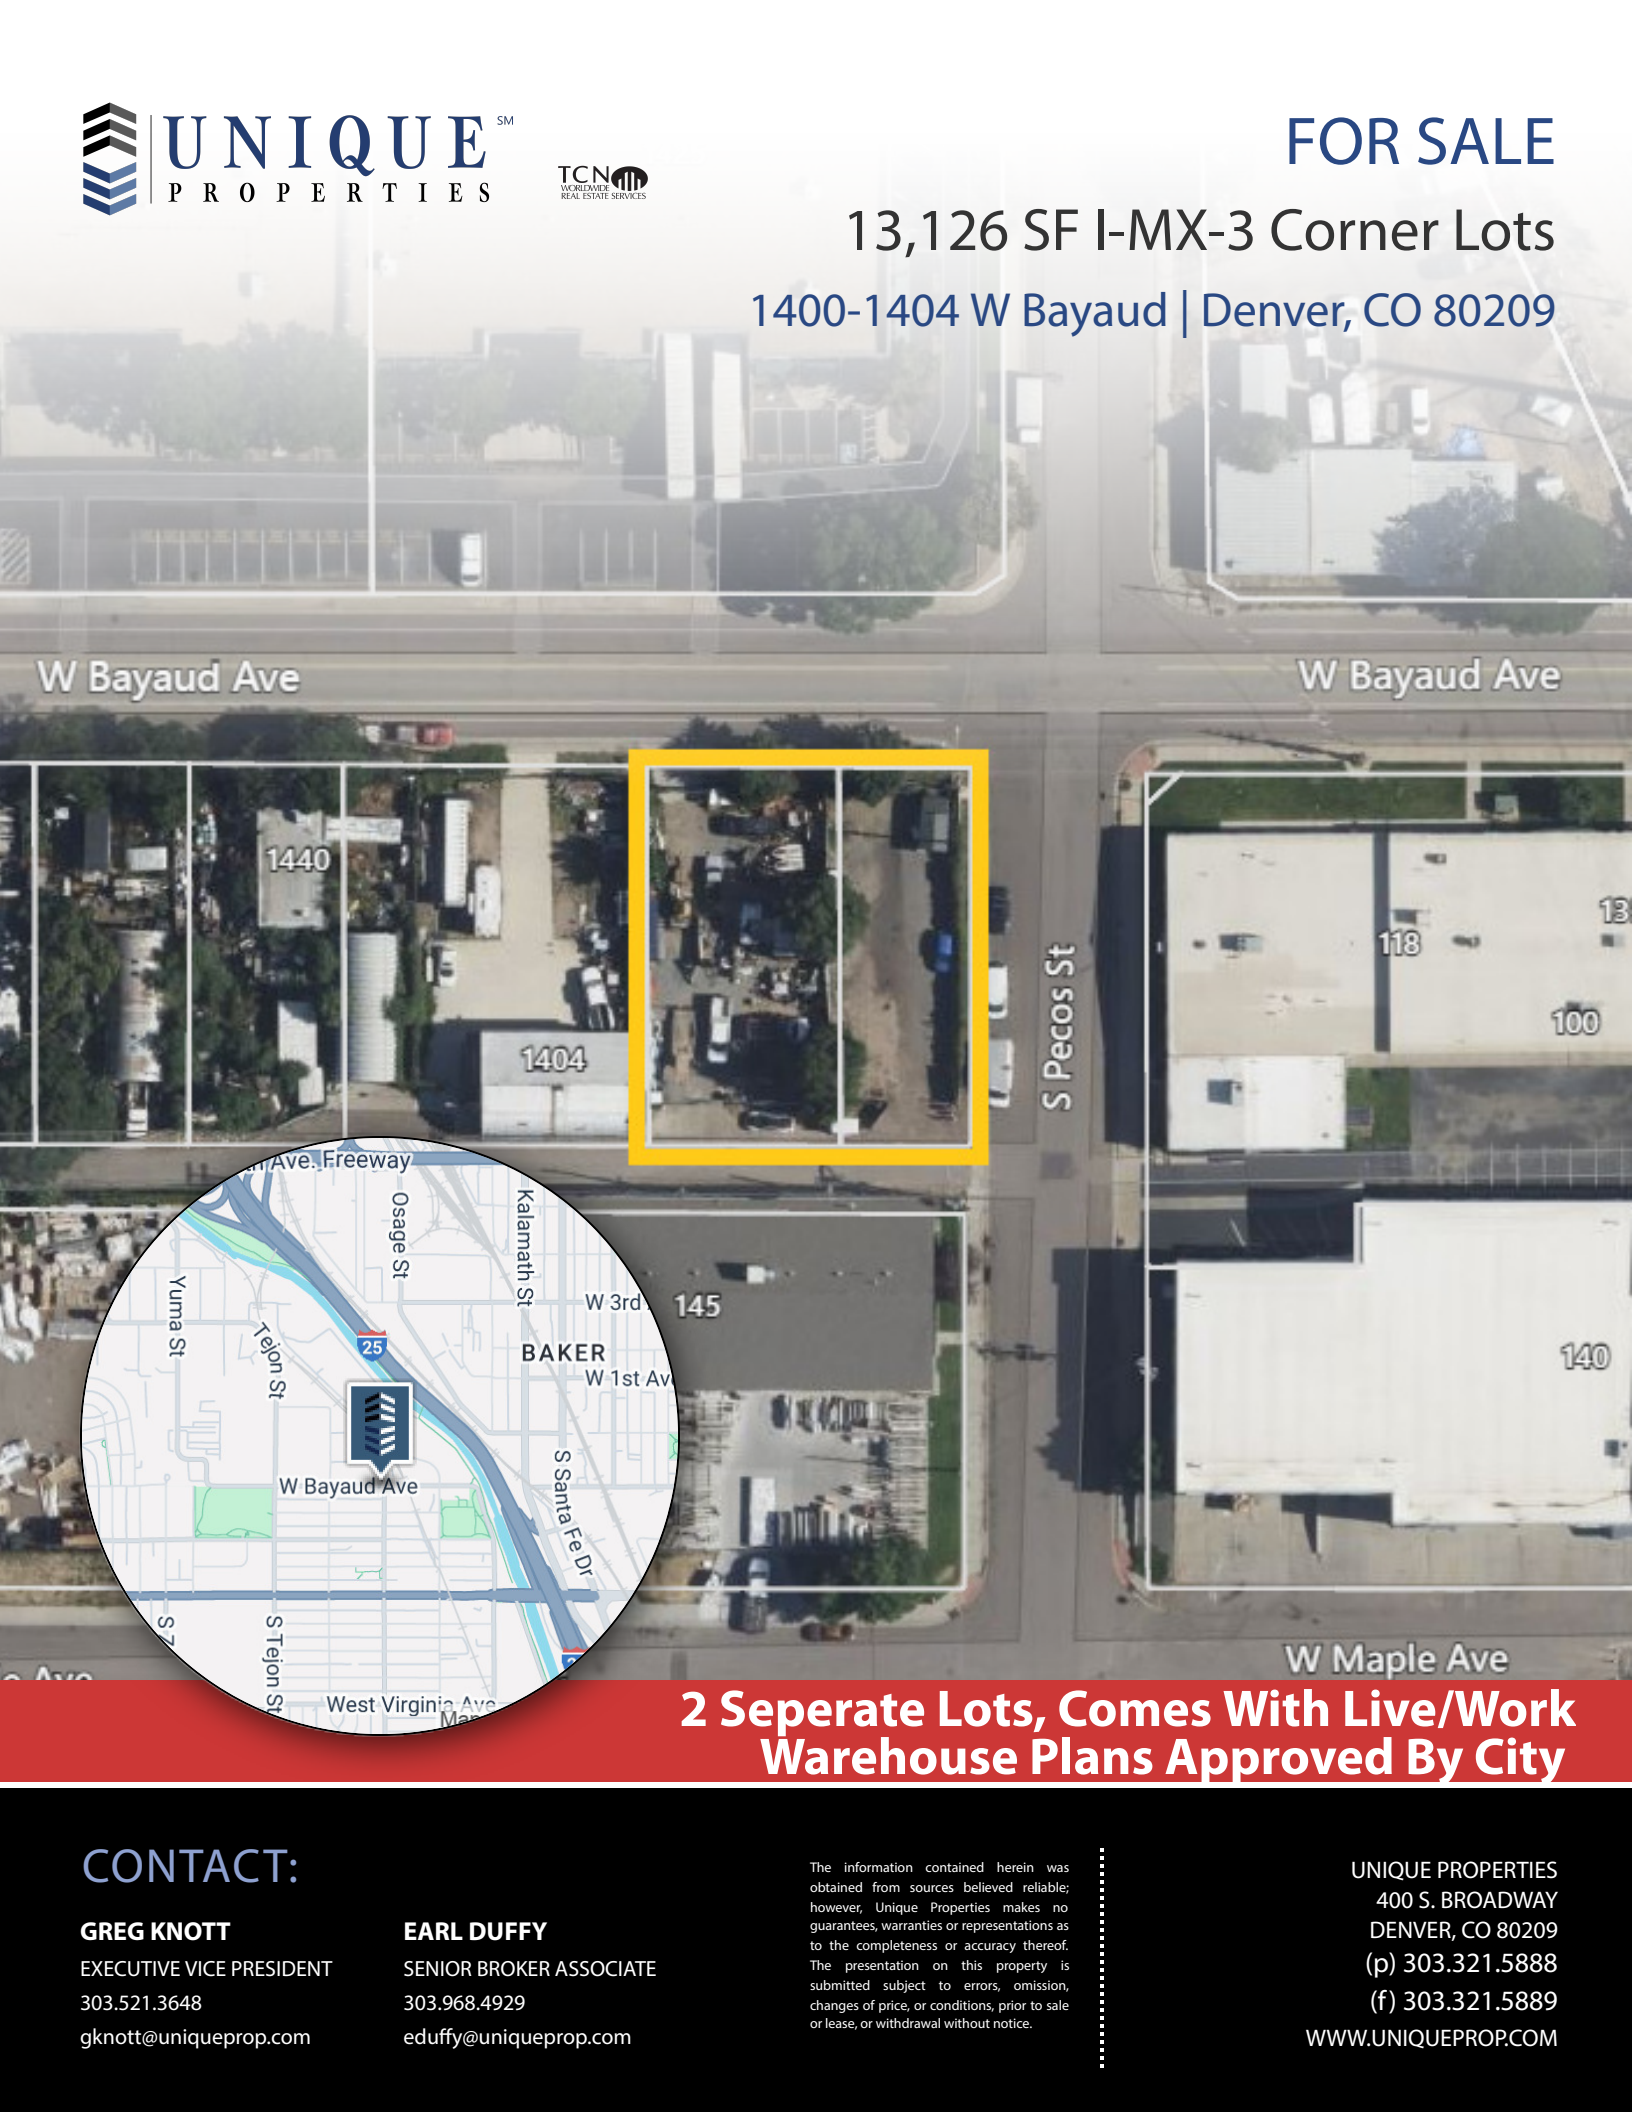 UNIQUE SM
PROPERTIES
TCN
WORLDWIDE
REAL ESTATE SERVICES
FOR SALE
13,126 SF I-MX-3 Corner Lots
1400-1404 W Bayaud | Denver, CO 80209
W Bayaud Ave
W Bayaud Ave
1440
1404
S Pecos St
118
13
100
Ave. Freeway
Osage St
Kalamath St
Yuma St
Tejon St
W 3rd
145
25
BAKER
W 1st Av
140
W Bayaud Ave
S Santa Fe Dr
S Tejon St
West Virginia Ave
W Maple Ave
2 Seperate Lots, Comes With Live/Work
Warehouse Plans Approved By City
CONTACT:
GREG KNOTT
EXECUTIVE VICE PRESIDENT
303.521.3648
gknott@uniqueprop.com
EARL DUFFY
SENIOR BROKER ASSOCIATE
303.968.4929
eduffy@uniqueprop.com
The information contained herein was
obtained from sources believed reliable;
however, Unique Properties makes no
guarantees, warranties or representations as
to the completeness or accuracy thereof.
The presentation on this property is
submitted subject to errors, omission,
changes of price, or conditions, prior to sale
or lease, or withdrawal without notice.
UNIQUE PROPERTIES
400 S. BROADWAY
DENVER, CO 80209
(p) 303.321.5888
(f) 303.321.5889
WWW.UNIQUEPROP.COM